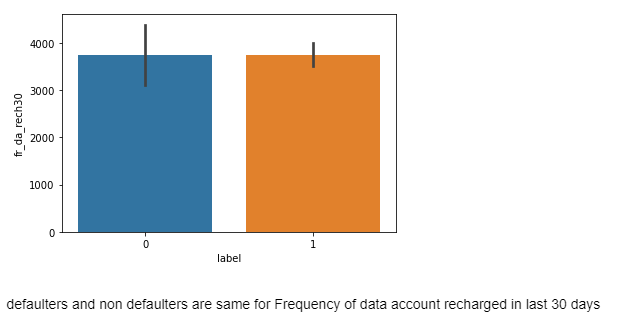 4000
3000
2000
1000
0
fr_da_rech30
0 1
label
defaulters and non defaulters are same for Frequency of data account recharged in last 30 days